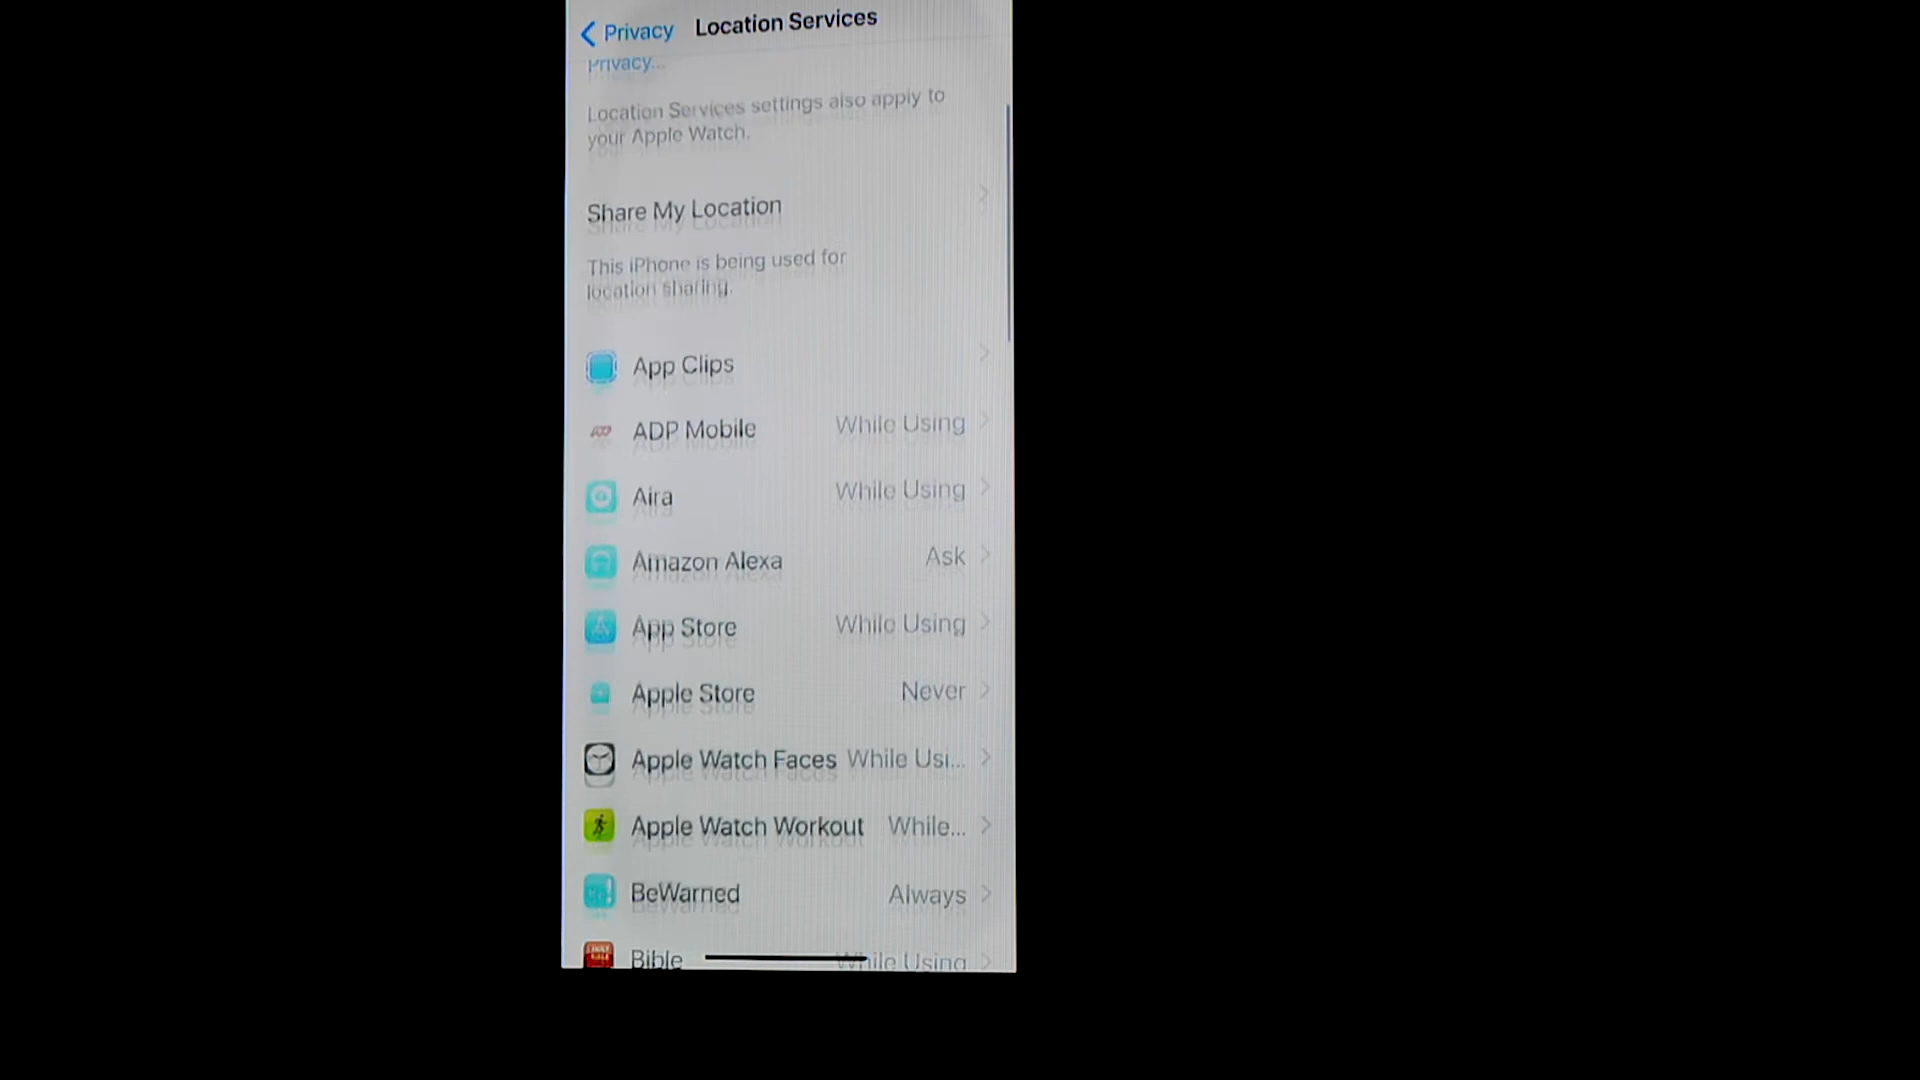 Privacy Location Services
Privacy...
Location Services settings also apply to
your Apple Watch.
Share My Location
This iPhone is being used for
location sharing.
App Clips
ADP Mobile While Using
Aira While Using
Amazon Alexa Ask
App Store While Using
Apple Store Never
Apple Watch Faces While Usi...
Apple Watch Workout While...
BeWarned Always
Bible While Using